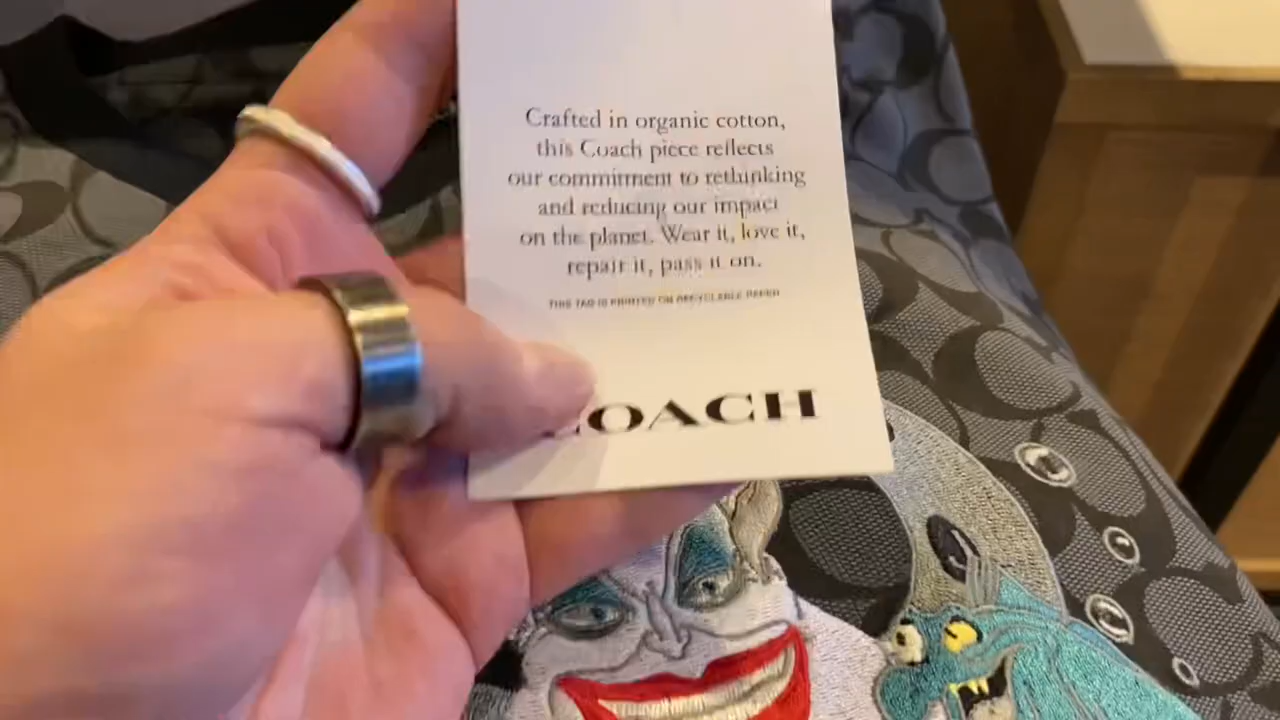 Crafted in organic cotton,
this Coach piece reflects
our commitment to rethinking
and reducing our impact
on the planet. Wear it, love it,
repair it, pass it on.
THIS TAG IS PRINTED ON RECYCLABLE PAPER
COACH